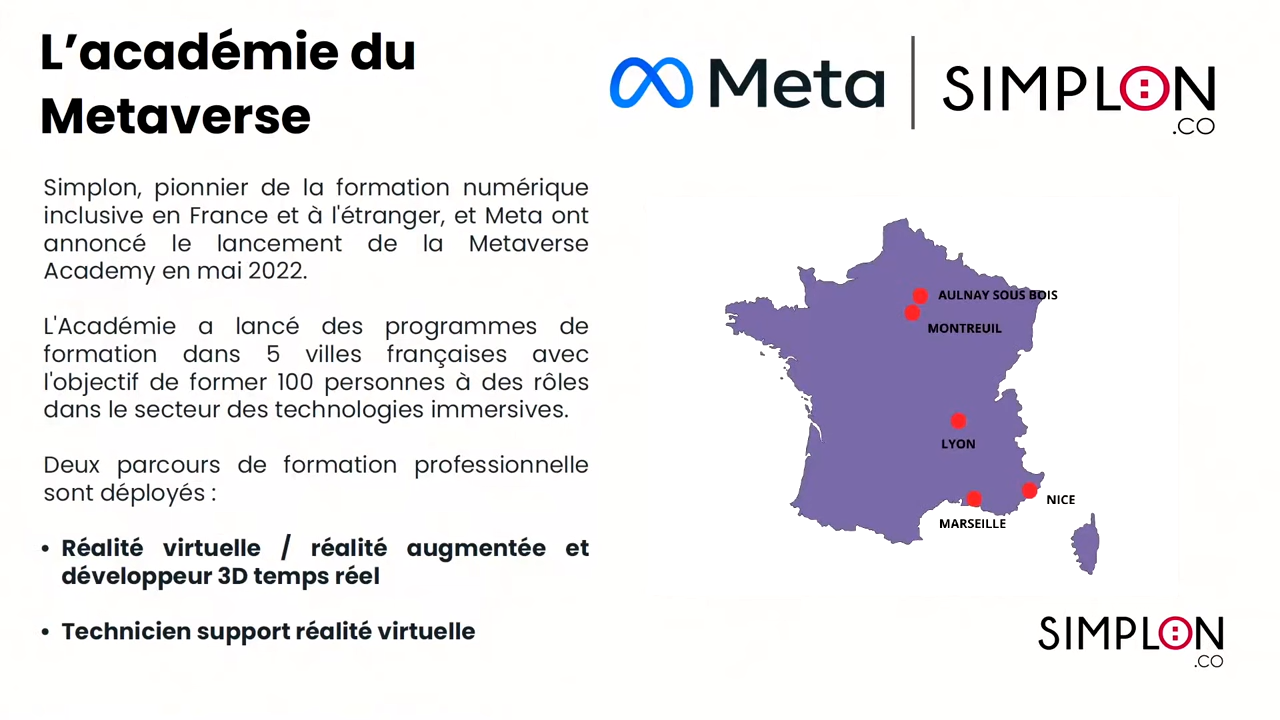 L’académie du
Metaverse
Meta
SIMPLON
.CO
Simplon, pionnier de la formation numérique
inclusive en France et à l'étranger, et Meta ont
annoncé le lancement de la Metaverse
Academy en mai 2022.
L'Académie a lancé des programmes de
formation dans 5 villes françaises avec
l'objectif de former 100 personnes à des rôles
dans le secteur des technologies immersives.
Deux parcours de formation professionnelle
sont déployés :
• Réalité virtuelle / réalité augmentée et
développeur 3D temps réel
• Technicien support réalité virtuelle
AULNAY SOUS BOIS
MONTREUIL
LYON
NICE
MARSEILLE
SIMPLON
.CO